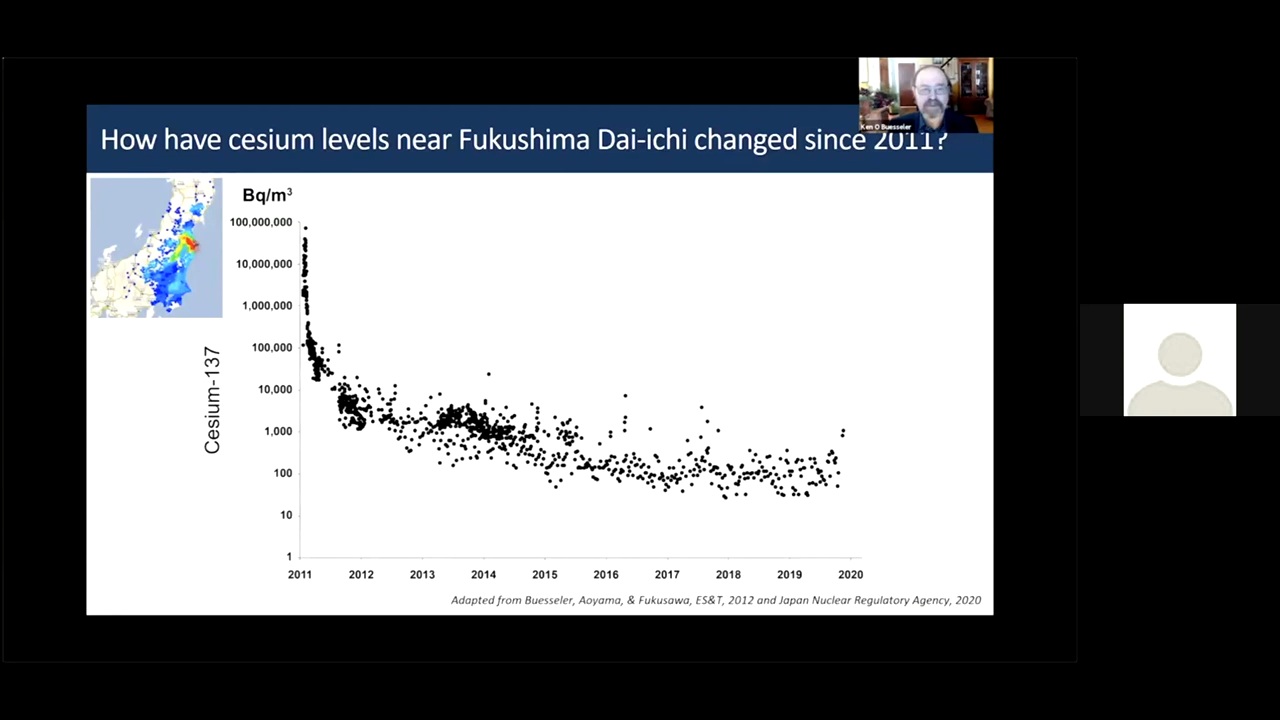 Ken O Buesseler
How have cesium levels near Fukushima Dai-ichi changed since 2011?
Bq/m³
100,000,000
10,000,000
1,000,000
100,000
10,000
1,000
100
10
1
Cesium-137
2011 2012 2013 2014 2015 2016 2017 2018 2019 2020
Adapted from Buesseler, Aoyama, & Fukusawa, ES&T, 2012 and Japan Nuclear Regulatory Agency, 2020